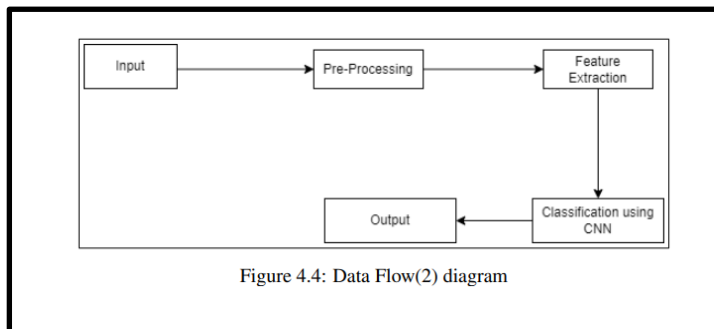 Input
Pre-Processing
Feature
Extraction
Classification using
CNN
Output
Figure 4.4: Data Flow(2) diagram